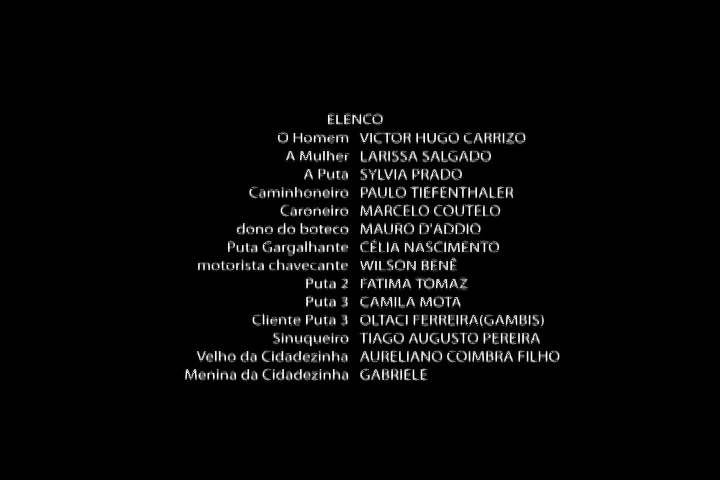 ELENCO
O Homem VICTOR HUGO CARRIZO
A Mulher LARISSA SALGADO
A Puta SYLVIA PRADO
Caminhoneiro PAULO TIEFENTHALER
Caroneiro MARCELO COUTELO
dono do boteco MAURO D'ADDIO
Puta Gargalhante CÉLIA NASCIMENTO
motorista chavecante WILSON BENÊ
Puta 2 FATIMA TOMAZ
Puta 3 CAMILA MOTA
Cliente Puta 3 OLTACI FERREIRA(GAMBIS)
Sinuqueiro TIAGO AUGUSTO PEREIRA
Velho da Cidadezinha AURELIANO COIMBRA FILHO
Menina da Cidadezinha GABRIELE